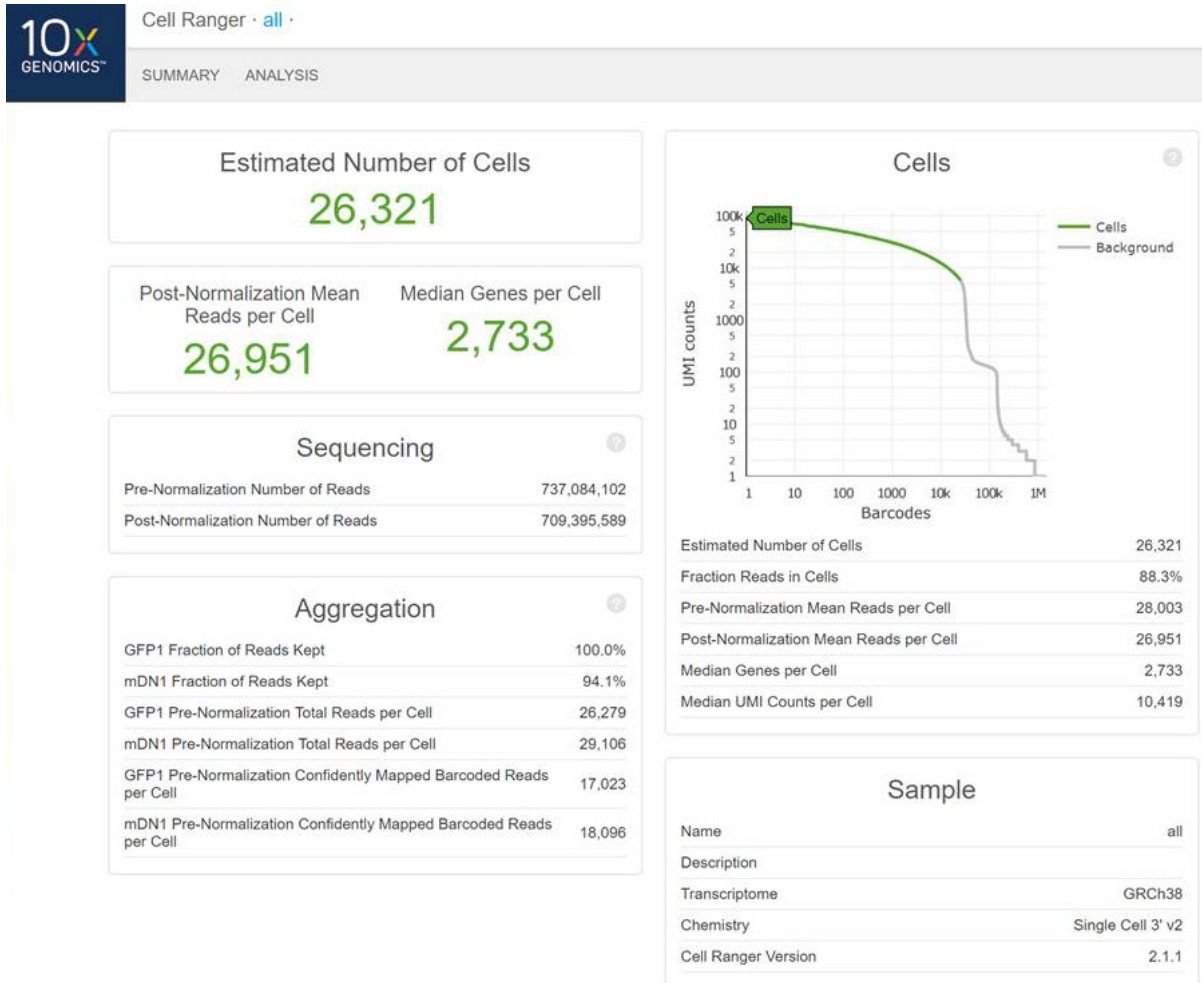 10x
GENOMICS™
Cell Ranger · all ·
SUMMARY ANALYSIS
Estimated Number of Cells
26,321
Post-Normalization Mean
Reads per Cell
26,951
Median Genes per Cell
2,733
Sequencing
?
Pre-Normalization Number of Reads 737,084,102
Post-Normalization Number of Reads 709,395,589
Aggregation
?
GFP1 Fraction of Reads Kept 100.0%
mDN1 Fraction of Reads Kept 94.1%
GFP1 Pre-Normalization Total Reads per Cell 26,279
mDN1 Pre-Normalization Total Reads per Cell 29,106
GFP1 Pre-Normalization Confidently Mapped Barcoded Reads
per Cell
17,023
mDN1 Pre-Normalization Confidently Mapped Barcoded Reads
per Cell
18,096
Cells
?
UMI counts
100k
5
2
10k
5
2
1000
5
2
100
5
2
10
5
2
1
Cells
Cells
Background
1 10 100 1000 10k 100k 1M
Barcodes
Estimated Number of Cells 26,321
Fraction Reads in Cells 88.3%
Pre-Normalization Mean Reads per Cell 28,003
Post-Normalization Mean Reads per Cell 26,951
Median Genes per Cell 2,733
Median UMI Counts per Cell 10,419
Sample
Name all
Description
Transcriptome GRCh38
Chemistry Single Cell 3' v2
Cell Ranger Version 2.1.1